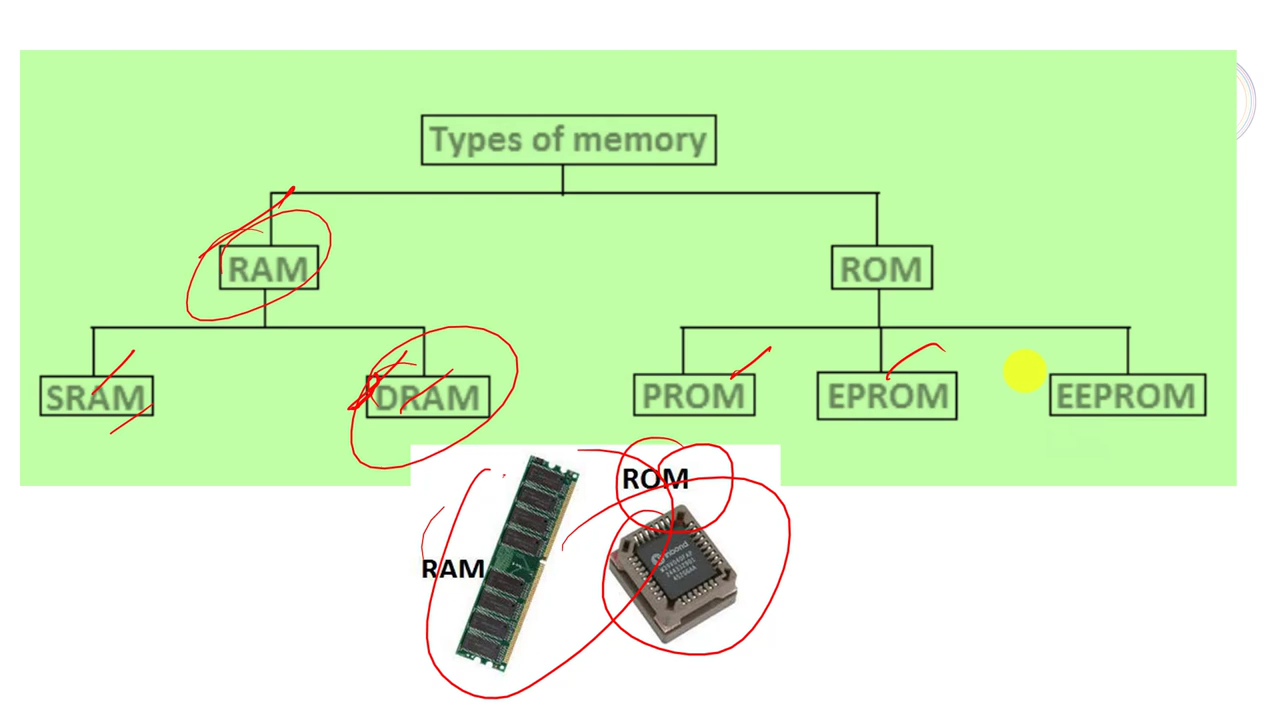 Types of memory
RAM
ROM
SRAM
DRAM
PROM
EPROM
EEPROM
ROM
RAM